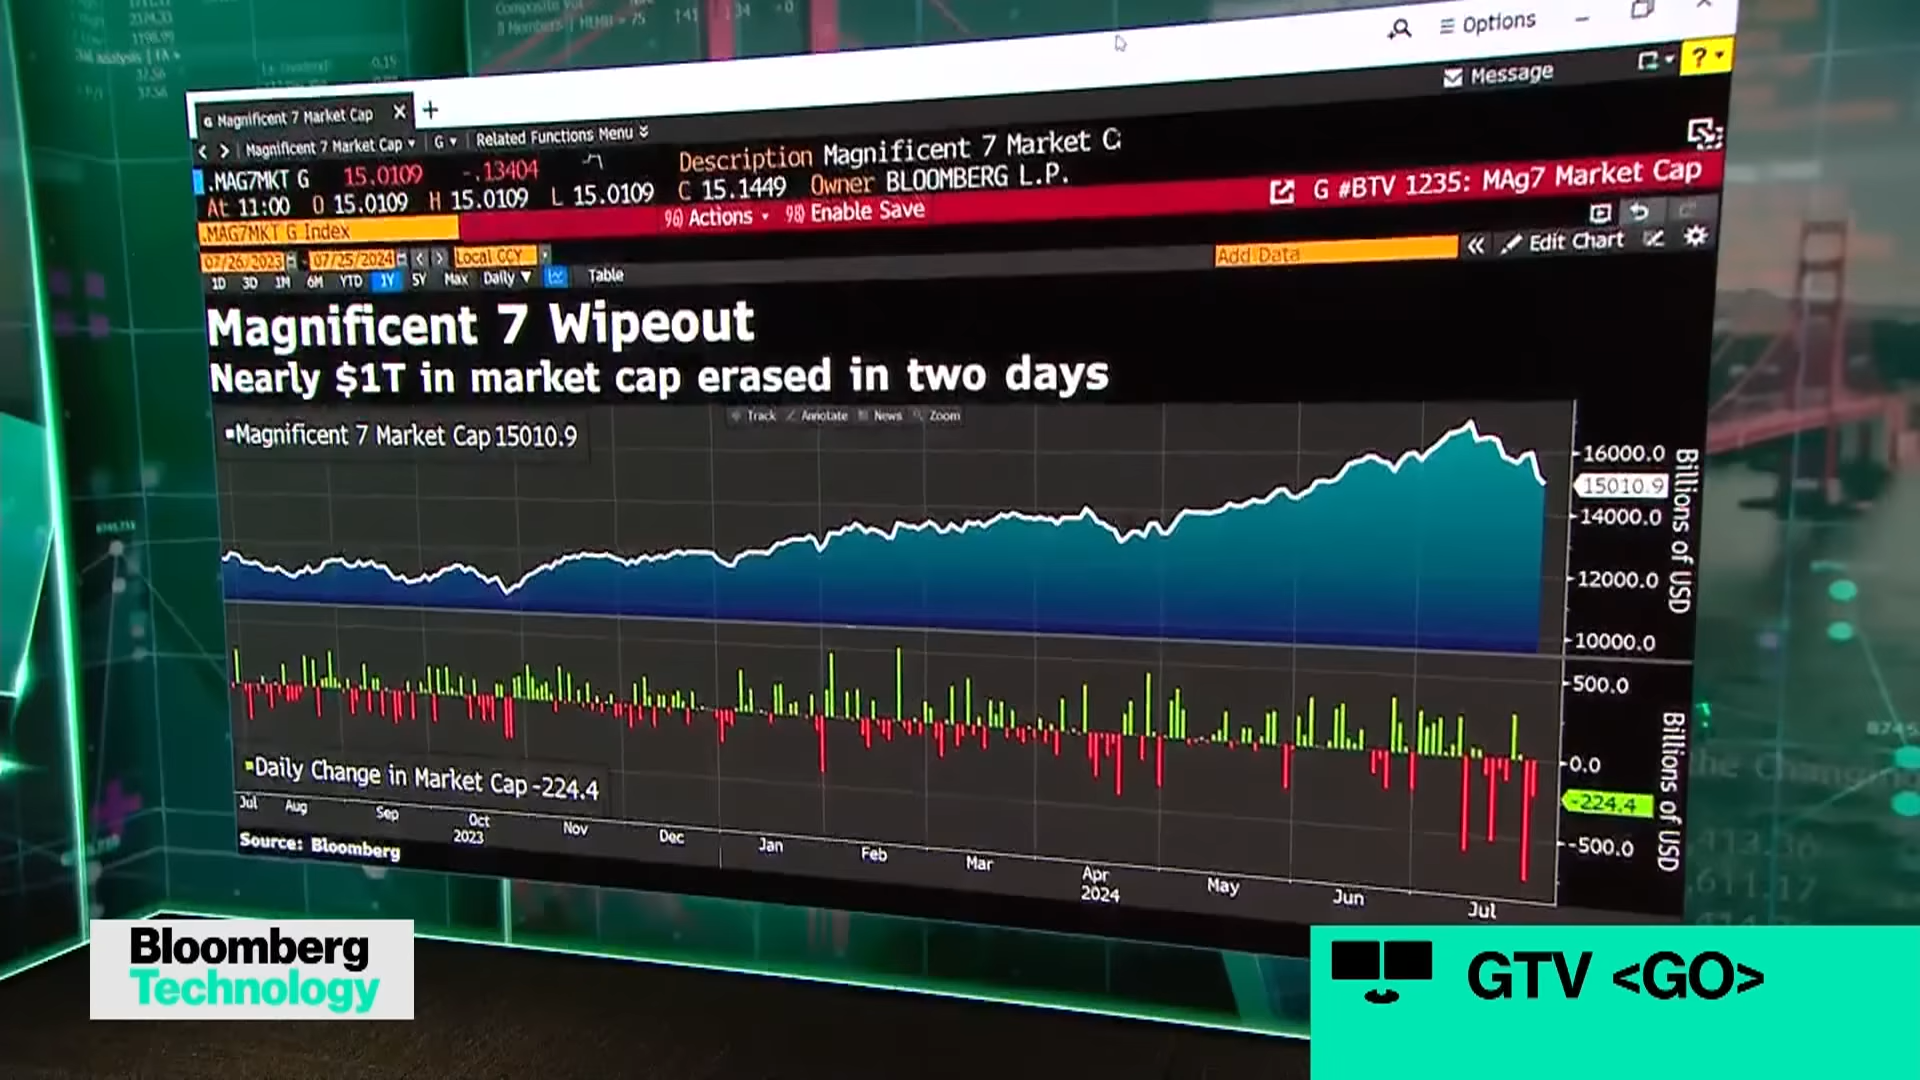 Composite
8 Members | MEMB = 75
Options
Message
? 
G Magnificent 7 Market Cap × +
< > Magnificent 7 Market Cap G Related Functions Menu
.MAG7MKT G 15.0109 -.13404 Description Magnificent 7 Market C
At 11:00 O 15.0109 H 15.0109 L 15.0109 C 15.1449 Owner BLOOMBERG L.P.
G #BTV 1235: MAg7 Market Cap
.MAG7MKT G Index 96) Actions 98) Enable Save
07/26/2023 - 07/25/2024 < > Local CCY Add Data « Edit Chart
1D 3D 1M 6M YTD 1Y 5Y Max Daily ▼ Table
Magnificent 7 Wipeout
Nearly $1T in market cap erased in two days
Track Annotate News Zoom
Magnificent 7 Market Cap 15010.9
16000.0
15010.9
14000.0
12000.0
10000.0
Billions of USD
500.0
0.0
-224.4
-500.0
Billions of USD
Daily Change in Market Cap -224.4
Jul Aug Sep Oct Nov Dec Jan Feb Mar Apr May Jun Jul
2023 2024
Source: Bloomberg
Bloomberg
Technology
GTV <GO>